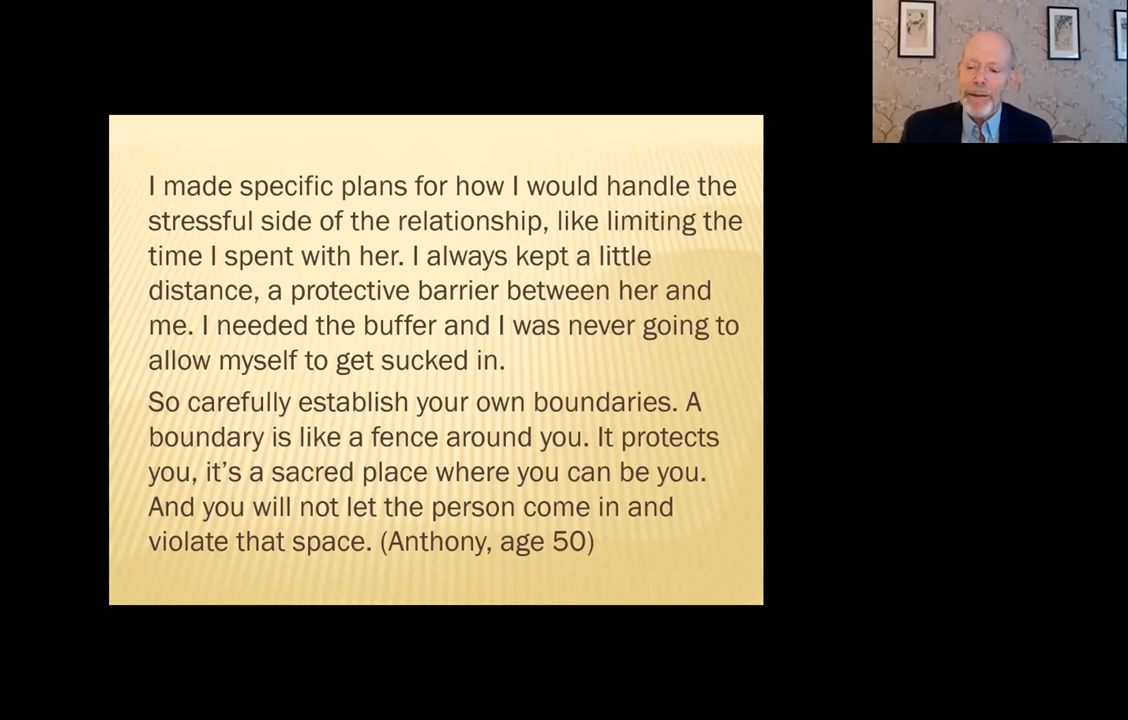 I made specific plans for how I would handle the
stressful side of the relationship, like limiting the
time I spent with her. I always kept a little
distance, a protective barrier between her and
me. I needed the buffer and I was never going to
allow myself to get sucked in.
So carefully establish your own boundaries. A
boundary is like a fence around you. It protects
you, it’s a sacred place where you can be you.
And you will not let the person come in and
violate that space. (Anthony, age 50)